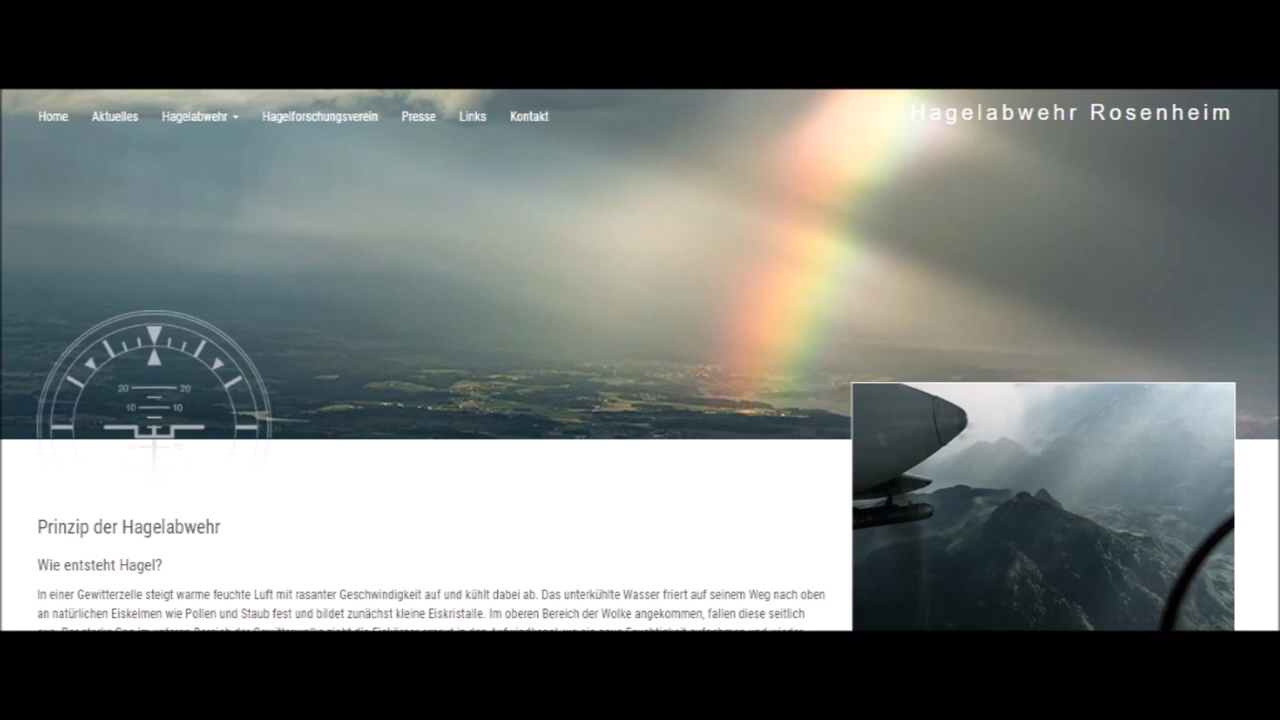 Home Aktuelles Hagelabwehr Hagelforschungsverein Presse Links Kontakt
Hagelabwehr Rosenheim
20 20
10 10
Prinzip der Hagelabwehr
Wie entsteht Hagel?
In einer Gewitterzelle steigt warme feuchte Luft mit rasanter Geschwindigkeit auf und kühlt dabei ab. Das unterkühlte Wasser friert auf seinem Weg nach oben
an natürlichen Eiskeimen wie Pollen und Staub fest und bildet zunächst kleine Eiskristalle. Im oberen Bereich der Wolke angekommen, fallen diese seitlich